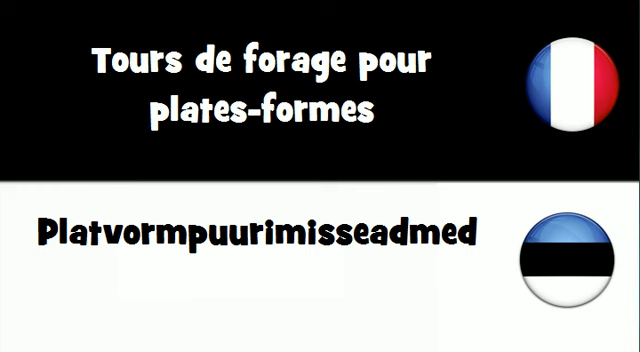 Tours de forage pour
plates-formes
Platvormpuurimisseadmed